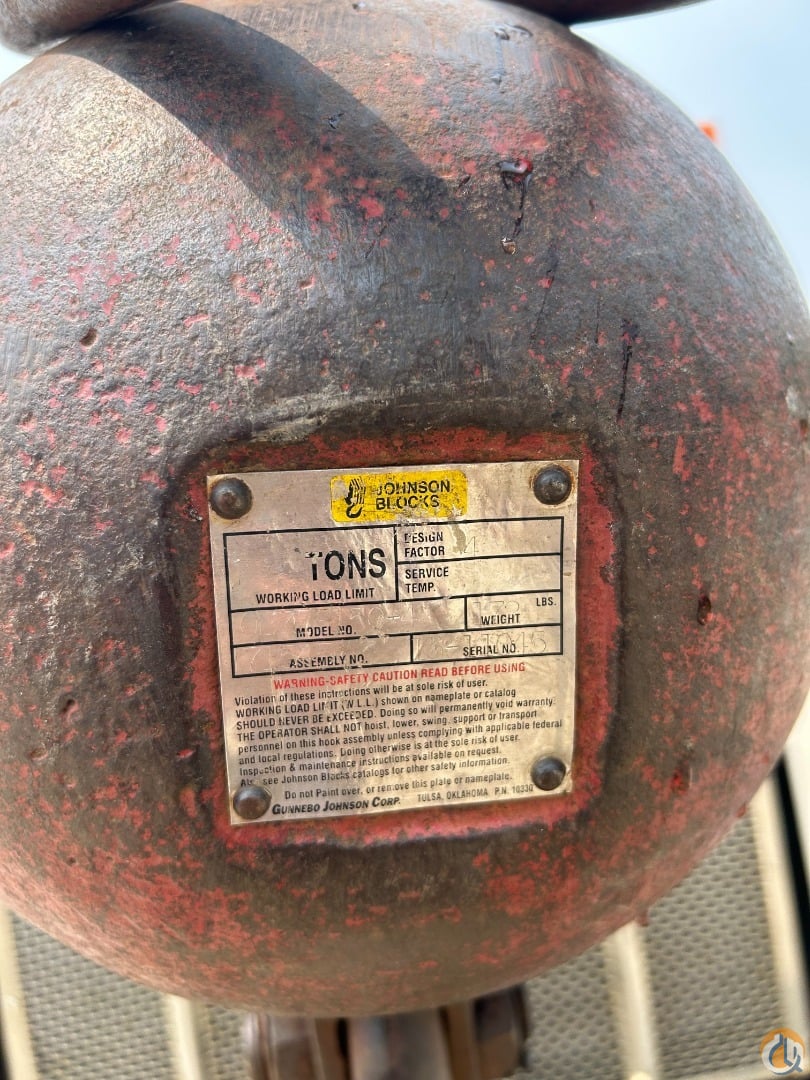 JOHNSON
BLOCKS
TONS
WORKING LOAD LIMIT
DESIGN
FACTOR
SERVICE
TEMP.
MODEL NO.
LBS.
WEIGHT
ASSEMBLY NO.
SERIAL NO.
WARNING-SAFETY CAUTION READ BEFORE USING
Violation of these instructions will be at sole risk of user.
WORKING LOAD LIMIT (W.L.L.) shown on nameplate or catalog
SHOULD NEVER BE EXCEEDED. Doing so will permanently void warranty.
THE OPERATOR SHALL NOT hoist, lower, swing, support or transport
personnel on this hook assembly unless complying with applicable federal
and local regulations. Doing otherwise is at the sole risk of user.
Inspection & maintenance instructions available on request.
Also see Johnson Blocks catalogs for other safety information.
Do not Paint over, or remove this plate or nameplate.
GUNNEBO JOHNSON CORP. TULSA, OKLAHOMA P.N. 10330